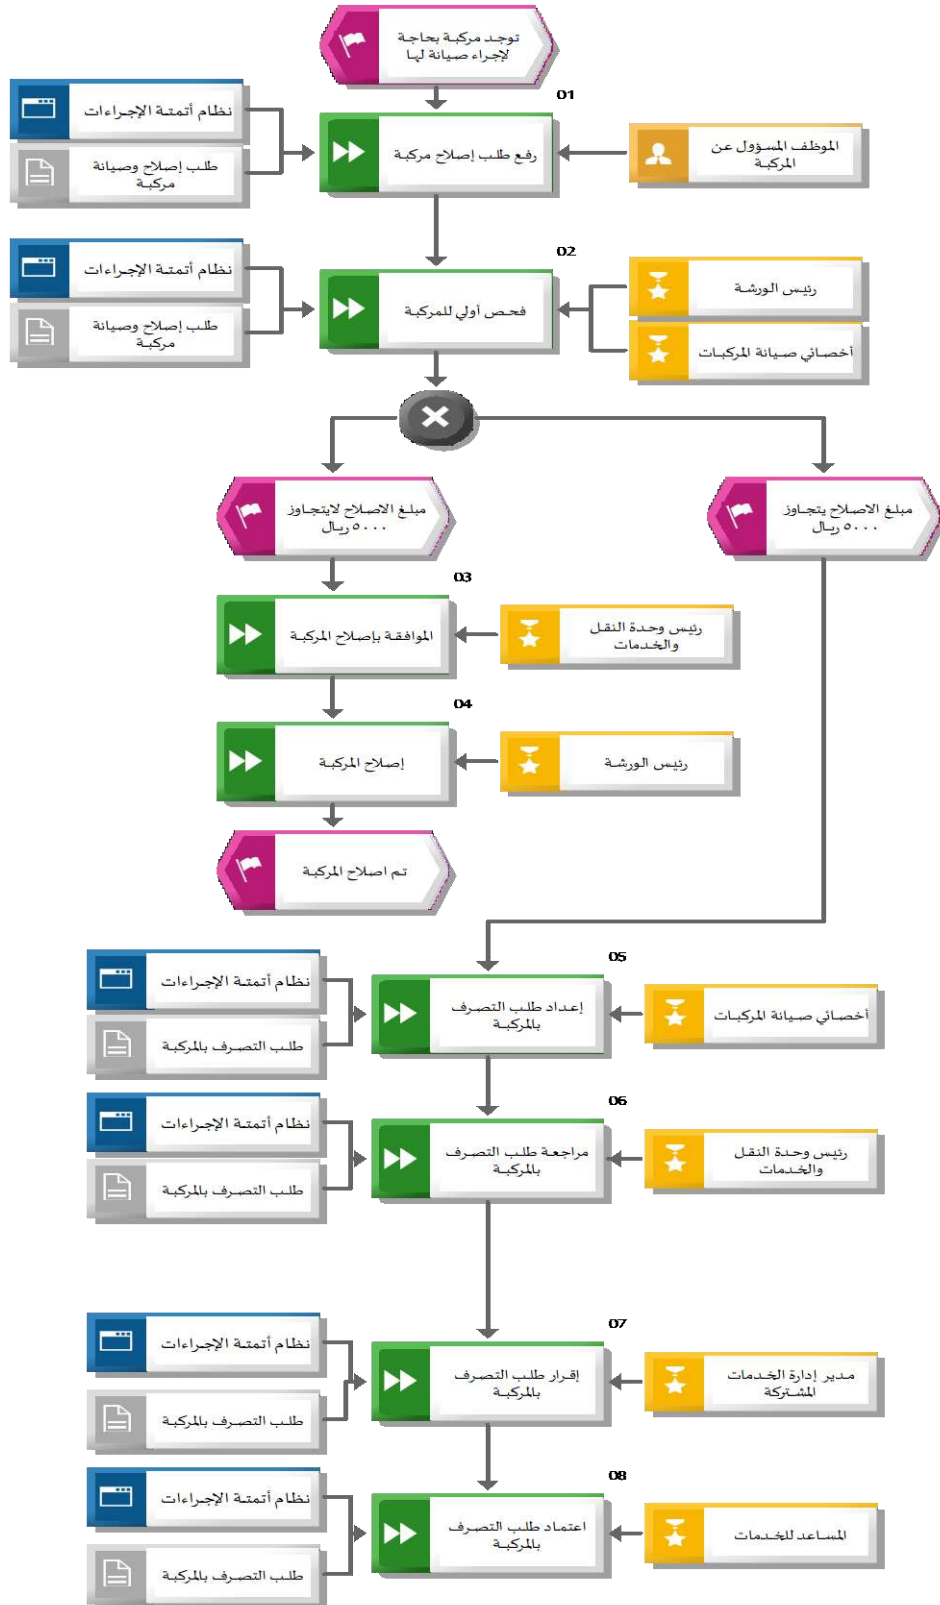 توجد مركبة بحاجة
لإجراء صيانة لها
01
نظام أتمتة الإجراءات
طلب إصلاح وصيانة
مركبة
رفع طلب إصلاح مركبة
الموظف المسؤول عن
المركبة
02
نظام أتمتة الإجراءات
طلب إصلاح وصيانة
مركبة
فحص أولي للمركبة
رئيس الورشة
أخصائي صيانة المركبات
مبلغ الاصلاح لايتجاوز
٥٠٠٠ ريال
مبلغ الاصلاح يتجاوز
٥٠٠٠ ريال
03
الموافقة بإصلاح المركبة
رئيس وحدة النقل
والخدمات
04
إصلاح المركبة
رئيس الورشة
تم اصلاح المركبة
05
نظام أتمتة الإجراءات
طلب التصرف بالمركبة
إعداد طلب التصرف
بالمركبة
أخصائي صيانة المركبات
06
نظام أتمتة الإجراءات
طلب التصرف بالمركبة
مراجعة طلب التصرف
بالمركبة
رئيس وحدة النقل
والخدمات
07
نظام أتمتة الإجراءات
طلب التصرف بالمركبة
إقرار طلب التصرف
بالمركبة
مدير إدارة الخدمات
المشتركة
08
نظام أتمتة الإجراءات
طلب التصرف بالمركبة
اعتماد طلب التصرف
بالمركبة
المساعد للخدمات